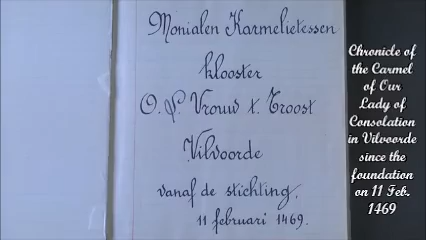 Monialen Karmelietessen
klooster
O. L. Vrouw t. Troost
Vilvoorde
vanaf de stichting.
11 februari 1469.
Chronicle of
the Carmel
of Our
Lady of
Consolation
in Vilvoorde
since the
foundation
on 11 Feb.
1469